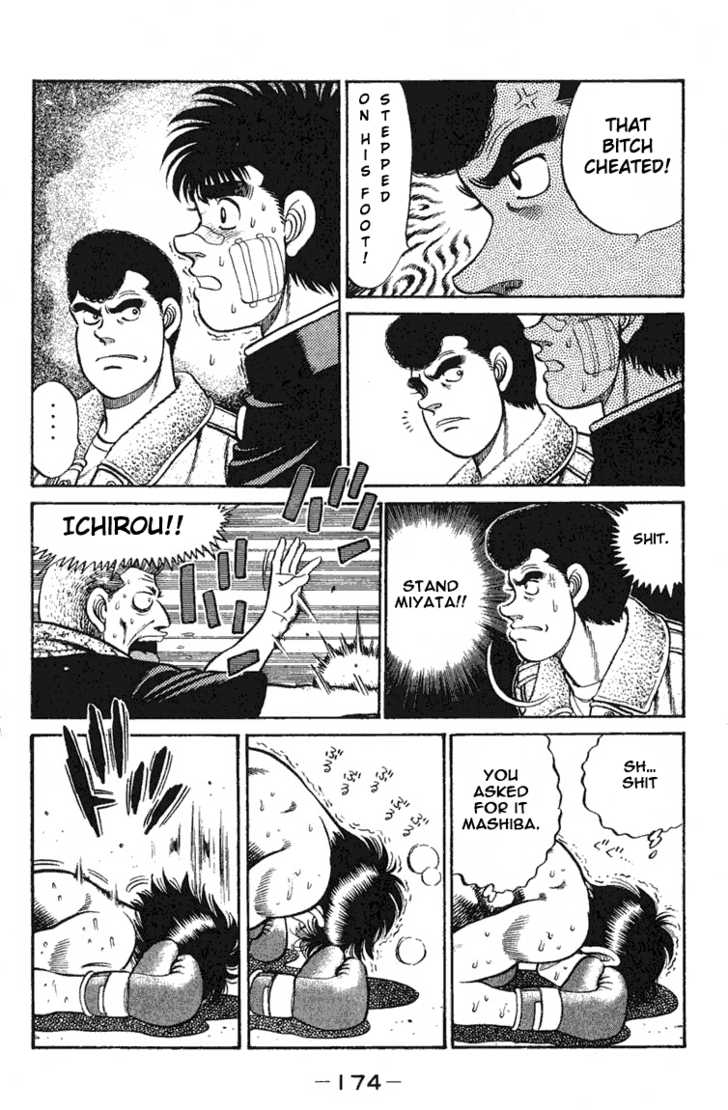 THAT
BITCH
CHEATED!
STEPPED
ON HIS FOOT!
SHIT.
STAND
MIYATA!!
ICHIROU!!
SH...
SHIT
YOU
ASKED
FOR IT
MASHIBA.
-174-